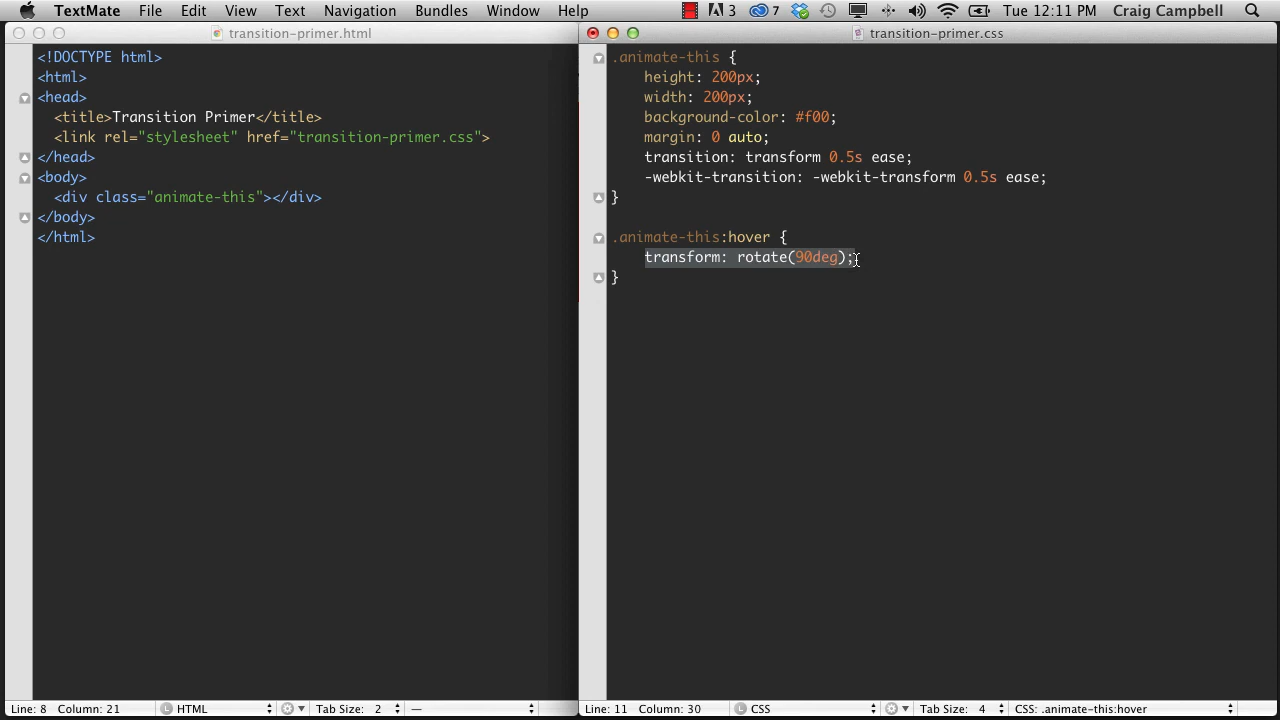 TextMate File Edit View Text Navigation Bundles Window Help 3 7 Tue 12:11 PM Craig Campbell
transition-primer.html
<!DOCTYPE html>
<html>
<head>
<title>Transition Primer</title>
<link rel="stylesheet" href="transition-primer.css">
</head>
<body>
<div class="animate-this"></div>
</body>
</html>
Line: 8 Column: 21 L HTML Tab Size: 2 —
transition-primer.css
.animate-this {
height: 200px;
width: 200px;
background-color: #f00;
margin: 0 auto;
transition: transform 0.5s ease;
-webkit-transition: -webkit-transform 0.5s ease;
}
.animate-this:hover {
transform: rotate(90deg);
}
Line: 11 Column: 30 L CSS Tab Size: 4 CSS: .animate-this:hover